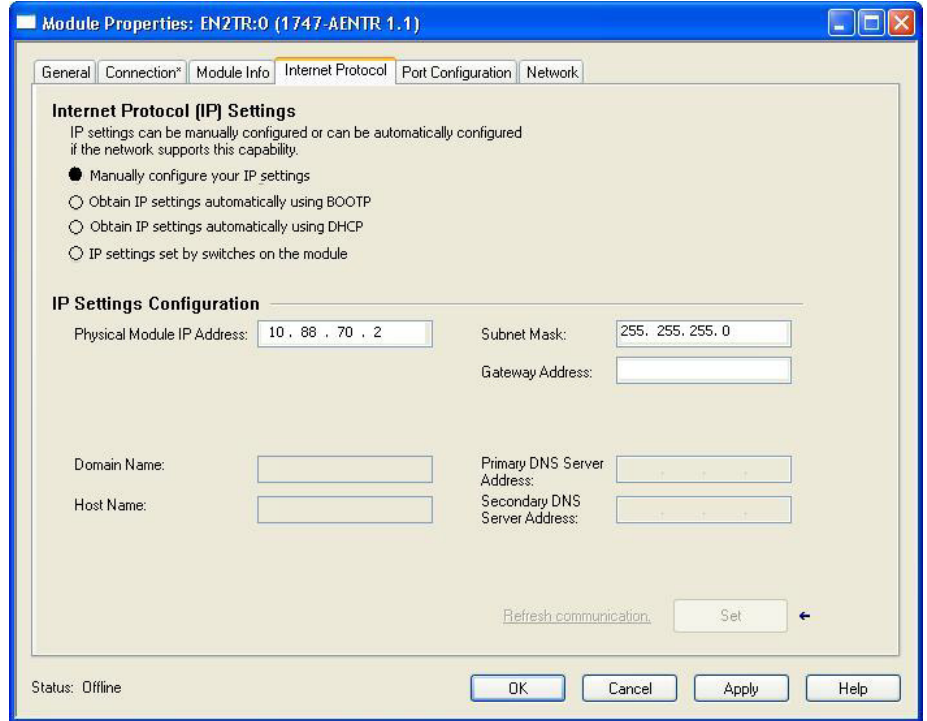 Module Properties: EN2TR:0 (1747-AENTR 1.1)
General Connection* Module Info Internet Protocol Port Configuration Network
Internet Protocol (IP) Settings
IP settings can be manually configured or can be automatically configured
if the network supports this capability.
Manually configure your IP settings
Obtain IP settings automatically using BOOTP
Obtain IP settings automatically using DHCP
IP settings set by switches on the module
IP Settings Configuration
Physical Module IP Address: 10 . 88 . 70 . 2 Subnet Mask: 255. 255. 255. 0
Gateway Address:
Domain Name: Primary DNS Server
Address:
Host Name: Secondary DNS
Server Address:
Refresh communication. Set
Status: Offline OK Cancel Apply Help